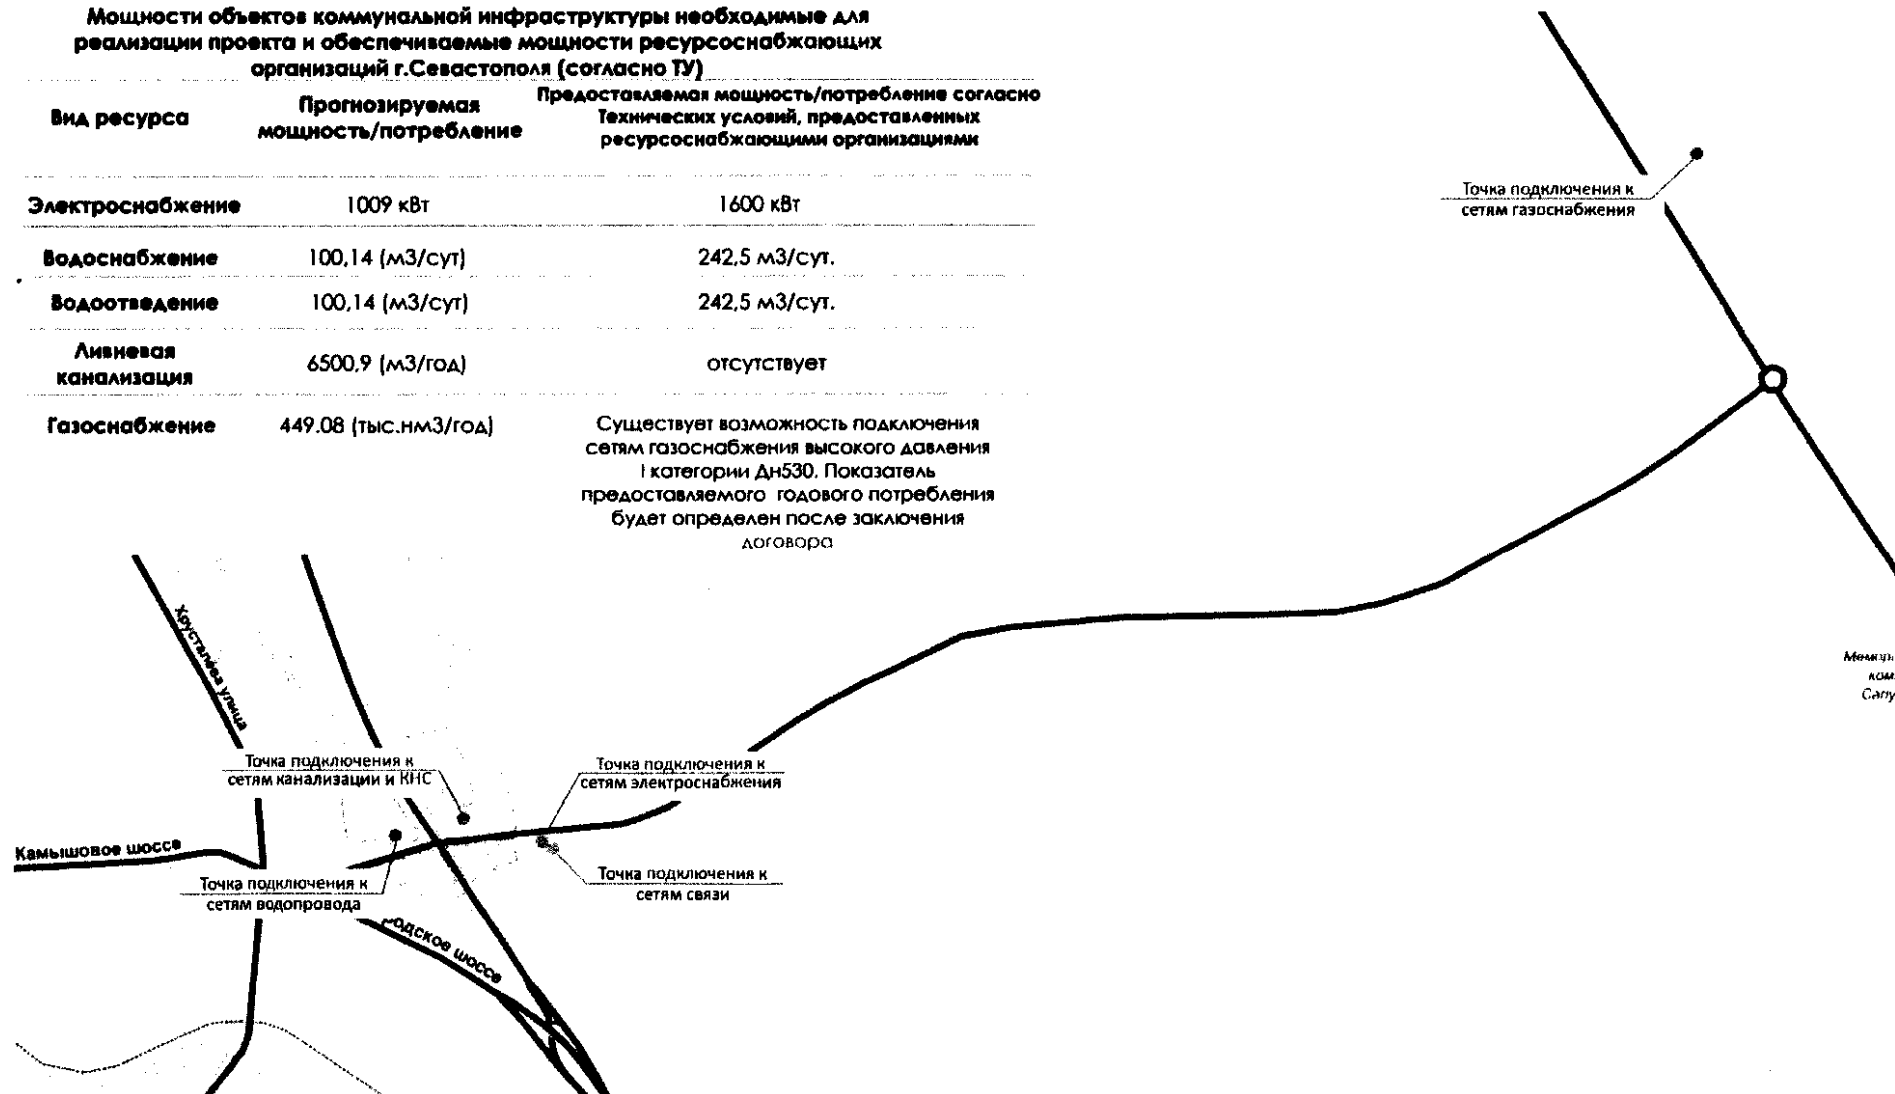 Мощности объектов коммунальной инфраструктуры необходимые для
реализации проекта и обеспечиваемые мощности ресурсоснабжающих
организаций г.Севастополя (согласно ТУ)
Вид ресурса
Прогнозируемая
мощность/потребление
Предоставляемая мощность/потребление согласно
Технических условий, предоставленных
ресурсоснабжающими организациями
Электроснабжение 1009 кВт 1600 кВт
Водоснабжение 100,14 (м3/сут) 242,5 м3/сут.
Водоотведение 100,14 (м3/сут) 242,5 м3/сут.
Ливневая
канализация
6500,9 (м3/год) отсутствует
Газоснабжение 449.08 (тыс.нм3/год)
Существует возможность подключения
сетям газоснабжения высокого давления
I категории Дн530. Показатель
предоставляемого годового потребления
будет определен после заключения
договора
Точка подключения к
сетям газоснабжения
Хрусталёва улица
Точка подключения к
сетям канализации и КНС
Точка подключения к
сетям электроснабжения
Камышовое шоссе
Точка подключения к
сетям водопровода
Точка подключения к
сетям связи
родское шоссе